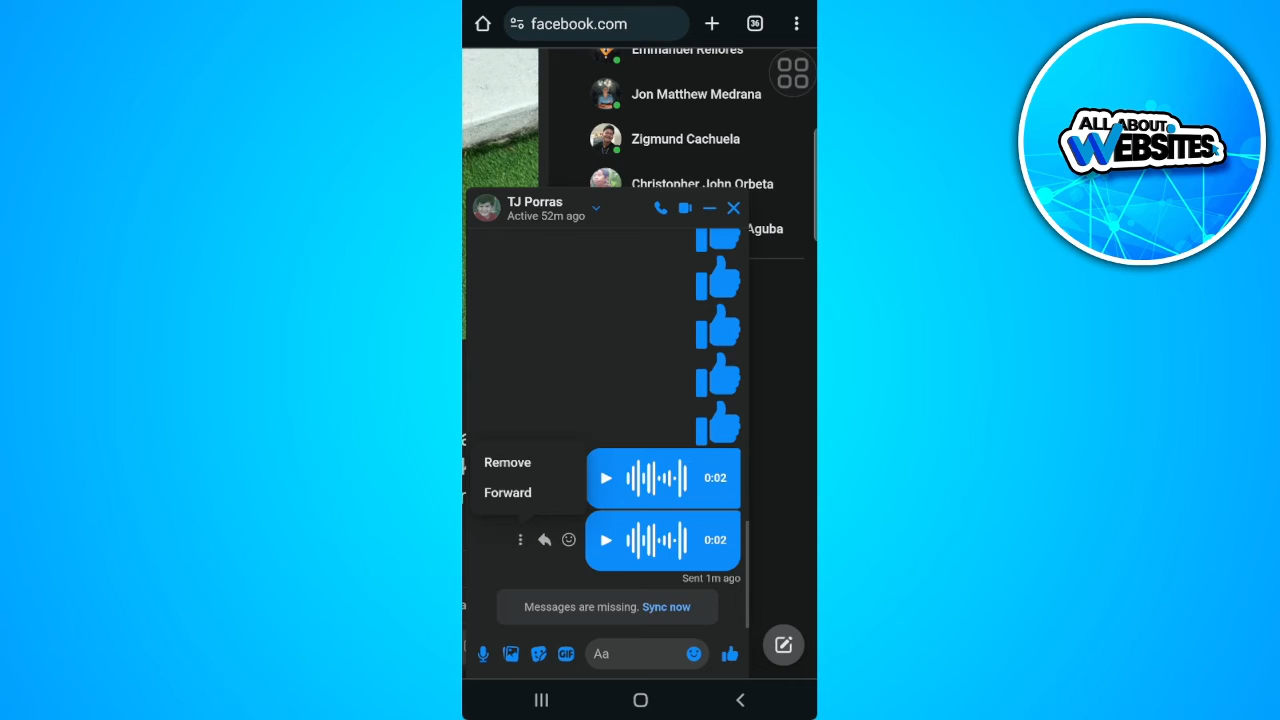 facebook.com
36
Emmanuel Rellores
Jon Matthew Medrana
Zigmund Cachuela
Christopher John Orbeta
Aguba
TJ Porras
Active 52m ago
Remove
Forward
0:02
0:02
Sent 1m ago
Messages are missing. Sync now
GIF
Aa
ALL ABOUT
WEBSITES